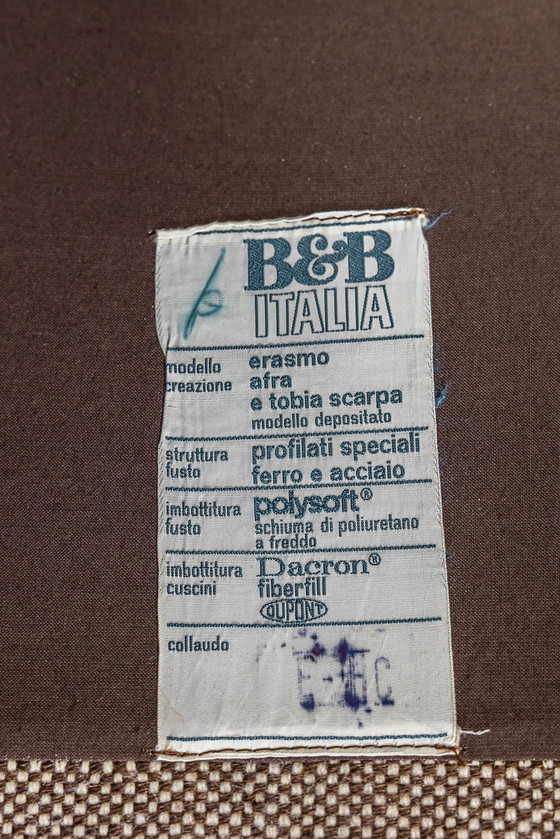 B&B
ITALIA
modello erasmo
creazione afra
e tobia scarpa
modello depositato
struttura profilati speciali
fusto ferro e acciaio
imbottitura polysoft®
fusto schiuma di poliuretano
a freddo
imbottitura Dacron®
cuscini fiberfill
DUPONT
collaudo